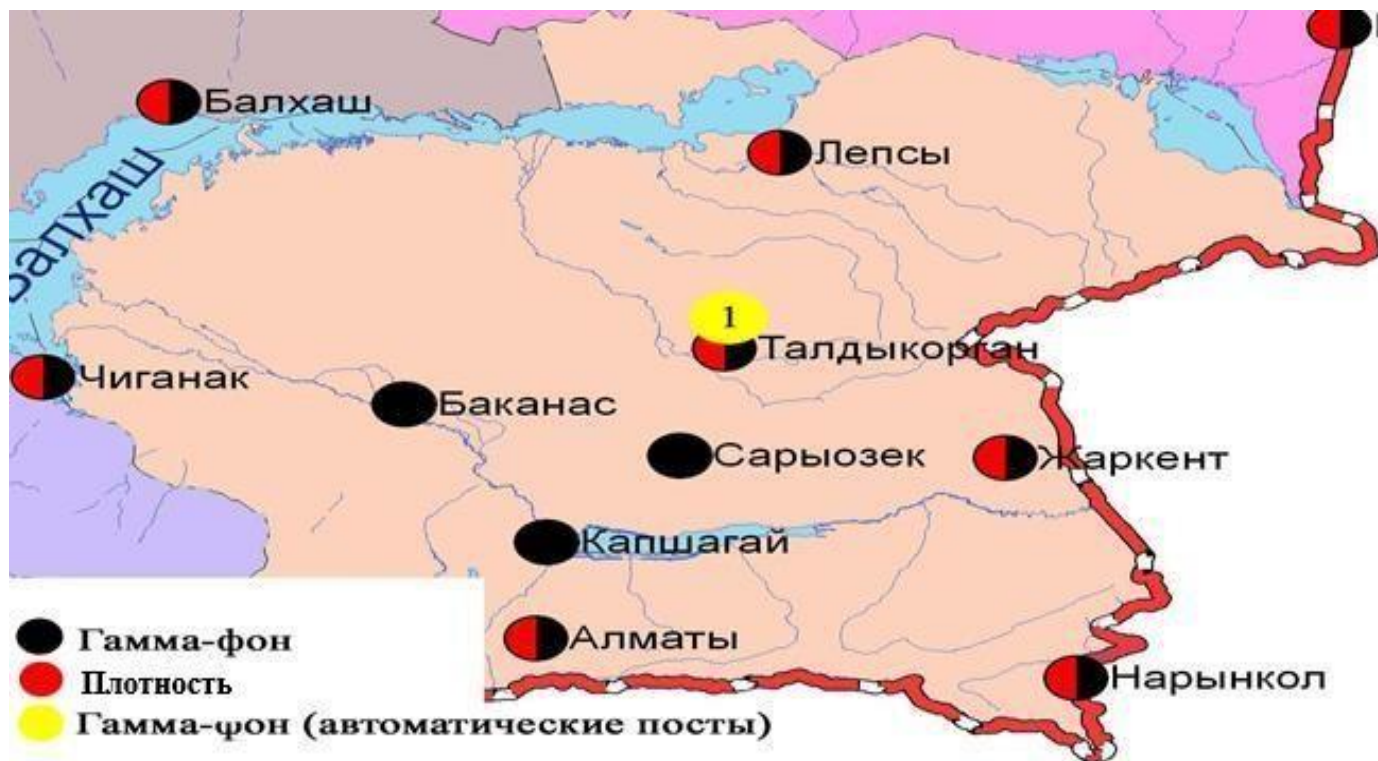 Балхаш
Балхаш
Лепсы
1
Талдыкорган
Чиганак
Баканас
Сарыозек
Жаркент
Капшагай
Алматы
Нарынкол
Гамма-фон
Плотность
Гамма-фон (автоматические посты)